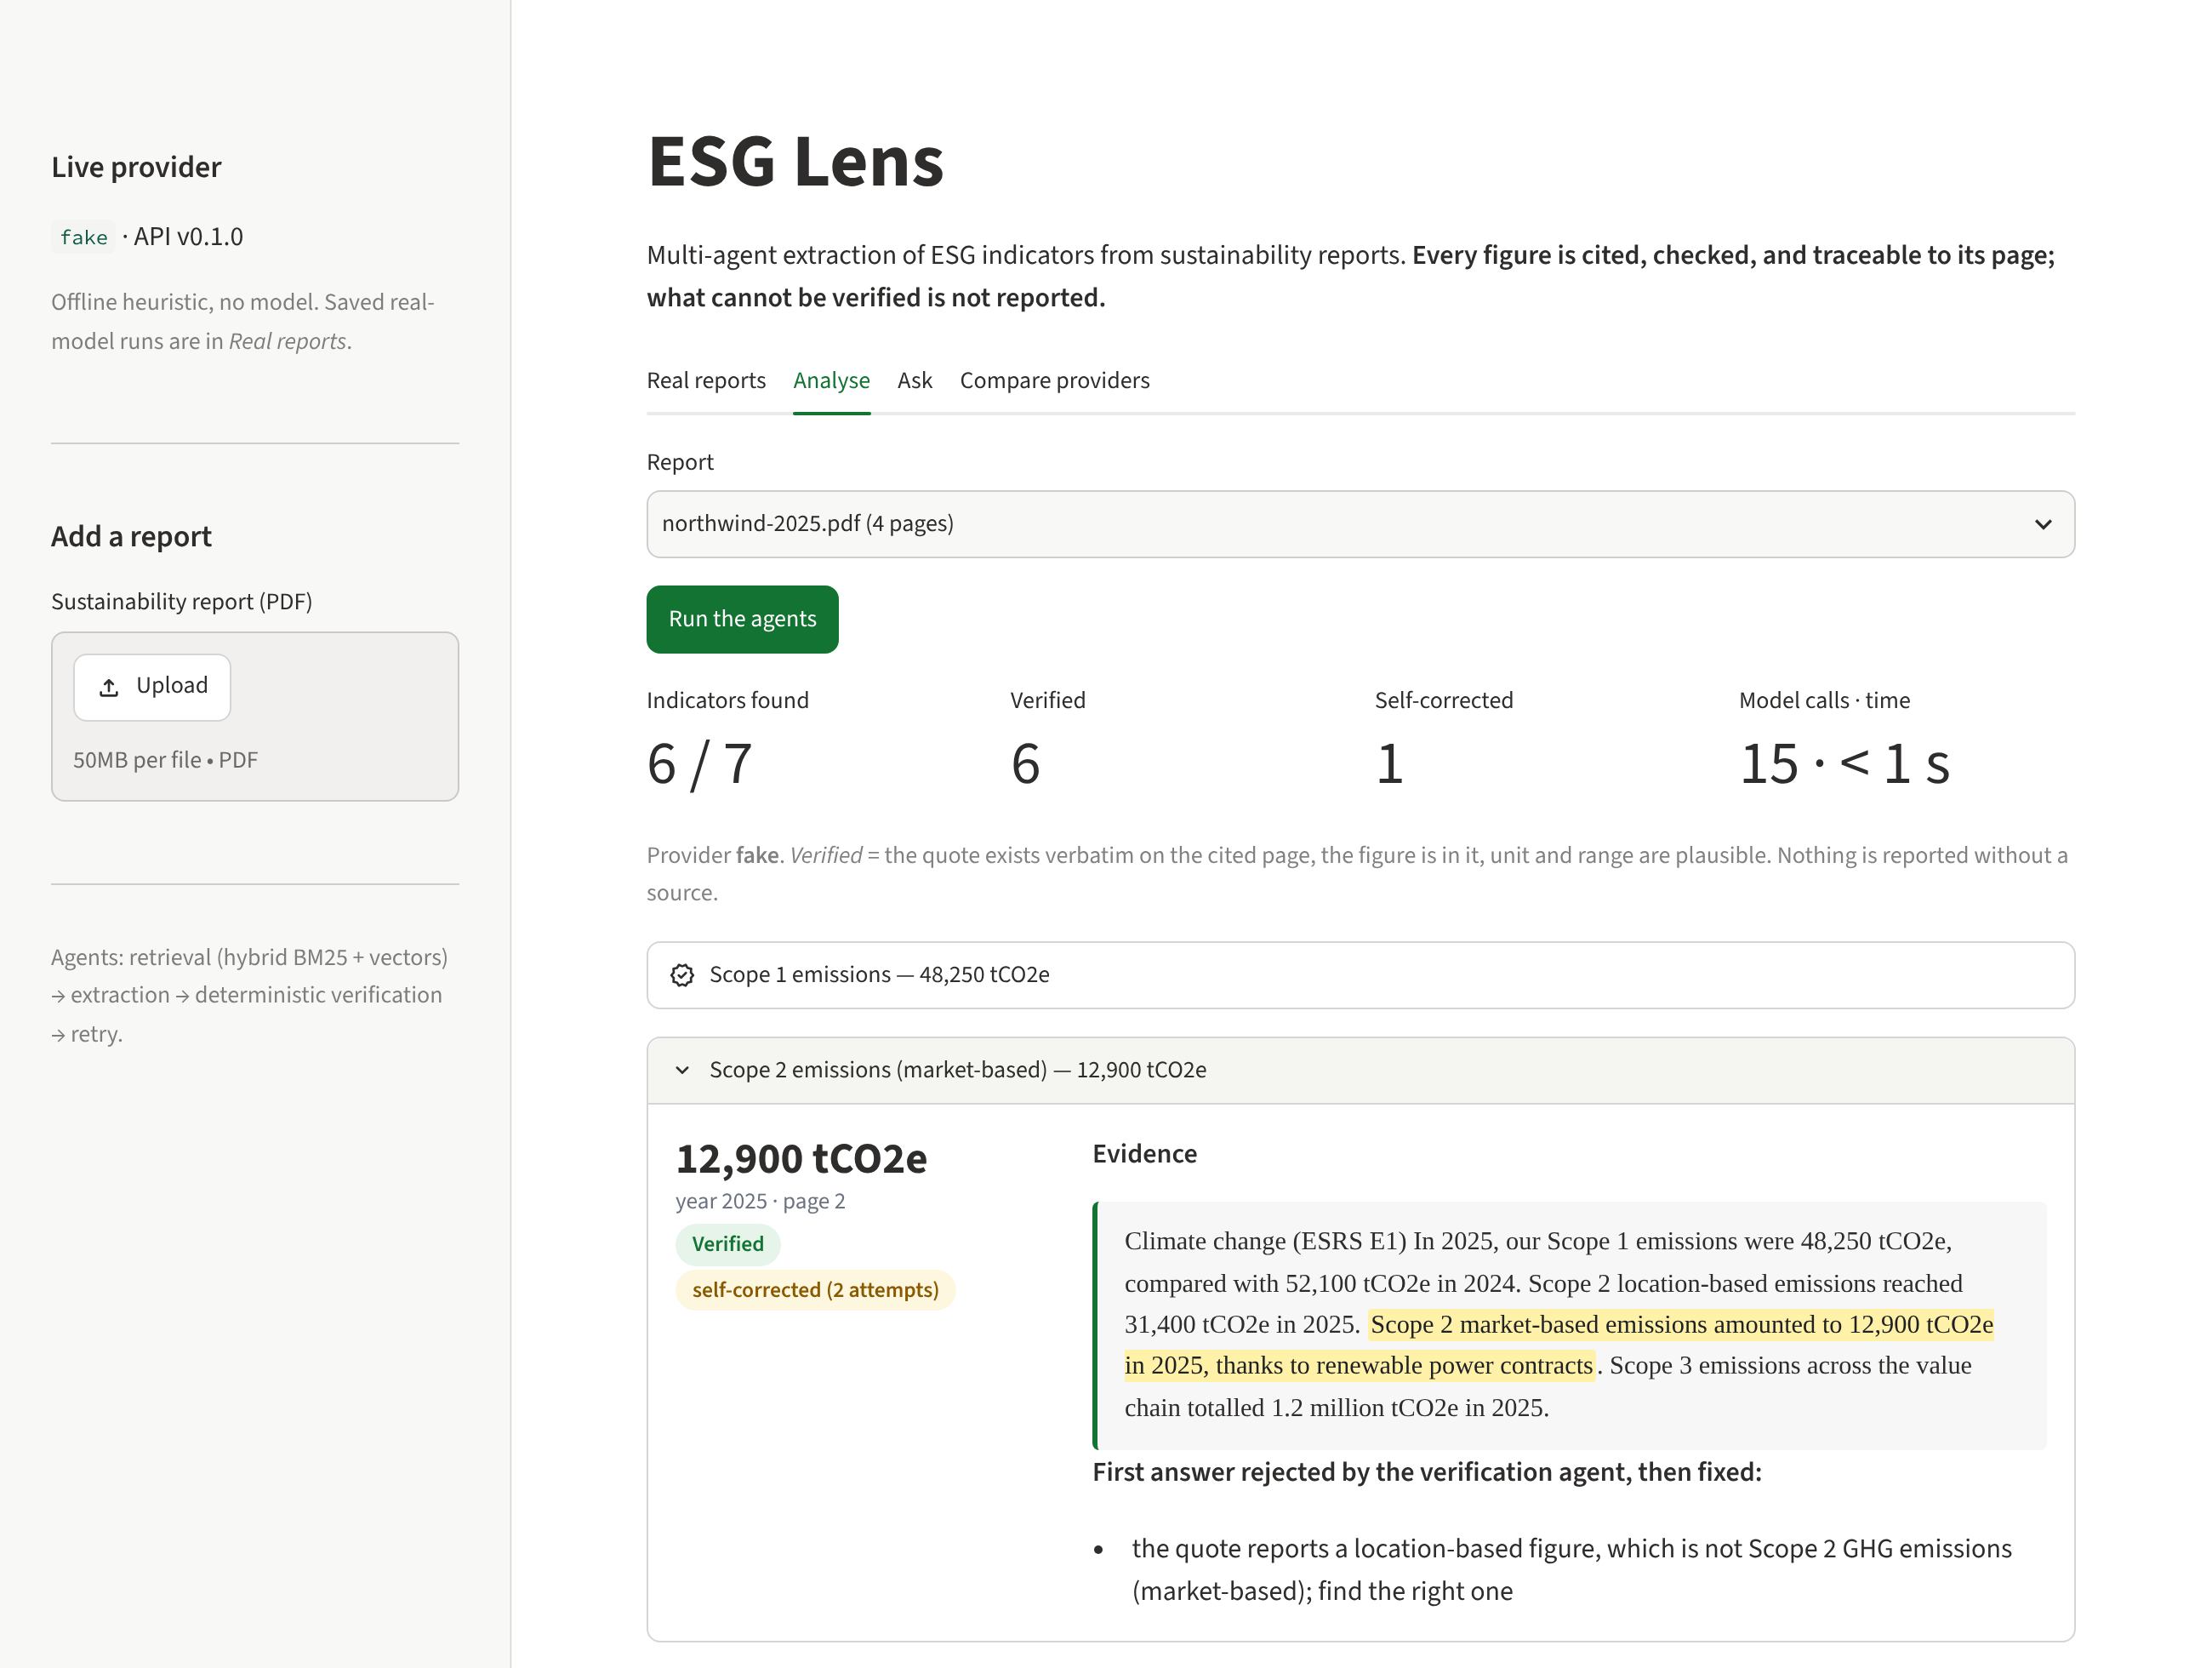 Live provider
fake · API v0.1.0
Offline heuristic, no model. Saved real-
model runs are in Real reports.
Add a report
Sustainability report (PDF)
Upload
50MB per file • PDF
Agents: retrieval (hybrid BM25 + vectors)
→ extraction → deterministic verification
→ retry.
ESG Lens
Multi-agent extraction of ESG indicators from sustainability reports. Every figure is cited, checked, and traceable to its page;
what cannot be verified is not reported.
Real reports Analyse Ask Compare providers
Report
northwind-2025.pdf (4 pages)
Run the agents
Indicators found Verified Self-corrected Model calls · time
6 / 7 6 1 15 · < 1 s
Provider fake. Verified = the quote exists verbatim on the cited page, the figure is in it, unit and range are plausible. Nothing is reported without a
source.
Scope 1 emissions — 48,250 tCO2e
Scope 2 emissions (market-based) — 12,900 tCO2e
12,900 tCO2e
year 2025 · page 2
Verified
self-corrected (2 attempts)
Evidence
Climate change (ESRS E1) In 2025, our Scope 1 emissions were 48,250 tCO2e,
compared with 52,100 tCO2e in 2024. Scope 2 location-based emissions reached
31,400 tCO2e in 2025. Scope 2 market-based emissions amounted to 12,900 tCO2e
in 2025, thanks to renewable power contracts. Scope 3 emissions across the value
chain totalled 1.2 million tCO2e in 2025.
First answer rejected by the verification agent, then fixed:
• the quote reports a location-based figure, which is not Scope 2 GHG emissions
(market-based); find the right one